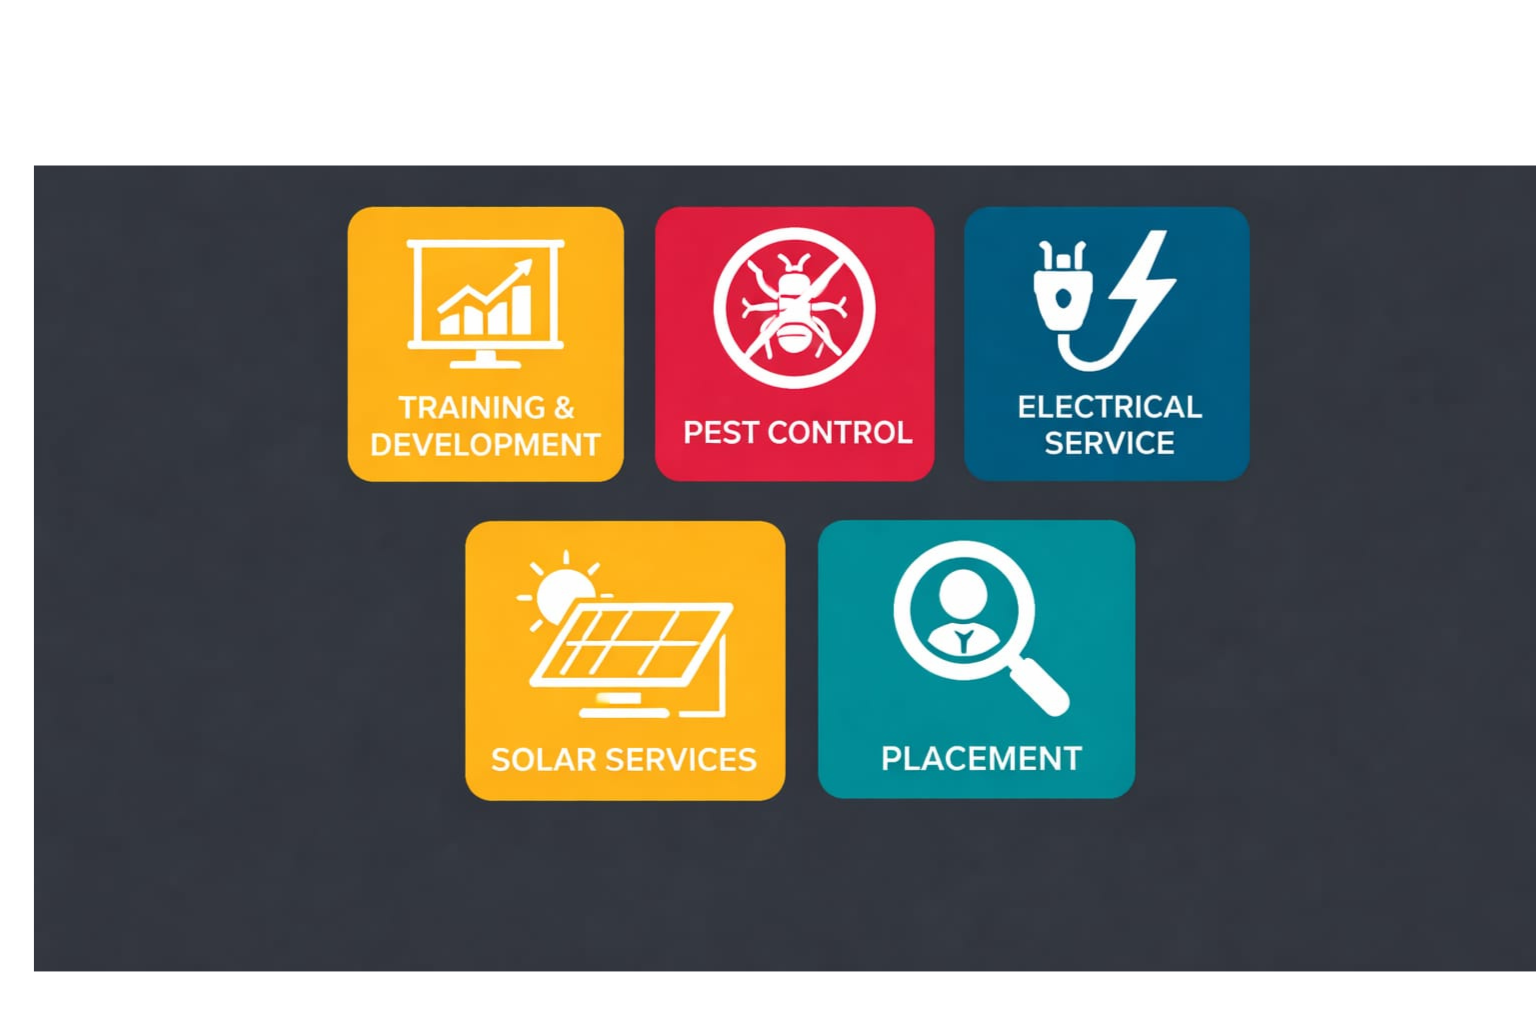 TRAINING &
DEVELOPMENT
PEST CONTROL
ELECTRICAL
SERVICE
SOLAR SERVICES
PLACEMENT